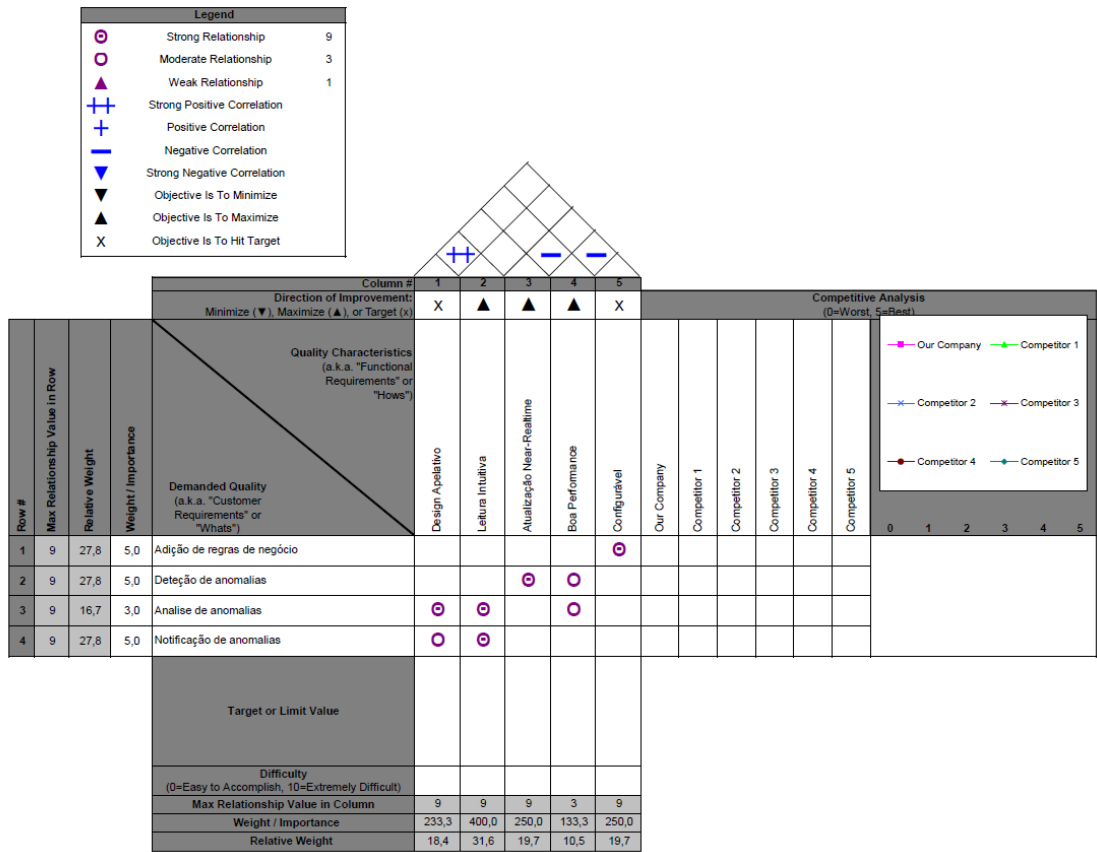 Legend
Strong Relationship 9
Moderate Relationship 3
Weak Relationship 1
Strong Positive Correlation
Positive Correlation
Negative Correlation
Strong Negative Correlation
Objective Is To Minimize
Objective Is To Maximize
X Objective Is To Hit Target
Column # 1 2 3 4 5
Direction of Improvement:
Minimize (▼), Maximize (▲), or Target (x)
X ▲ ▲ ▲ X
Competitive Analysis
(0=Worst, 5=Best)
Row #
Max Relationship Value in Row
Relative Weight
Weight / Importance
Quality Characteristics
(a.k.a. "Functional
Requirements" or
"Hows")
Demanded Quality
(a.k.a. "Customer
Requirements" or
"Whats")
Design Apelativo
Leitura Intuitiva
Atualização Near-Realtime
Boa Performance
Configurável
Our Company
Competitor 1
Competitor 2
Competitor 3
Competitor 4
Competitor 5
Our Company Competitor 1
Competitor 2 Competitor 3
Competitor 4 Competitor 5
0 1 2 3 4 5
1 9 27,8 5,0 Adição de regras de negócio
2 9 27,8 5,0 Deteção de anomalias
3 9 16,7 3,0 Analise de anomalias
4 9 27,8 5,0 Notificação de anomalias
Target or Limit Value
Difficulty
(0=Easy to Accomplish, 10=Extremely Difficult)
Max Relationship Value in Column 9 9 9 3 9
Weight / Importance 233,3 400,0 250,0 133,3 250,0
Relative Weight 18,4 31,6 19,7 10,5 19,7